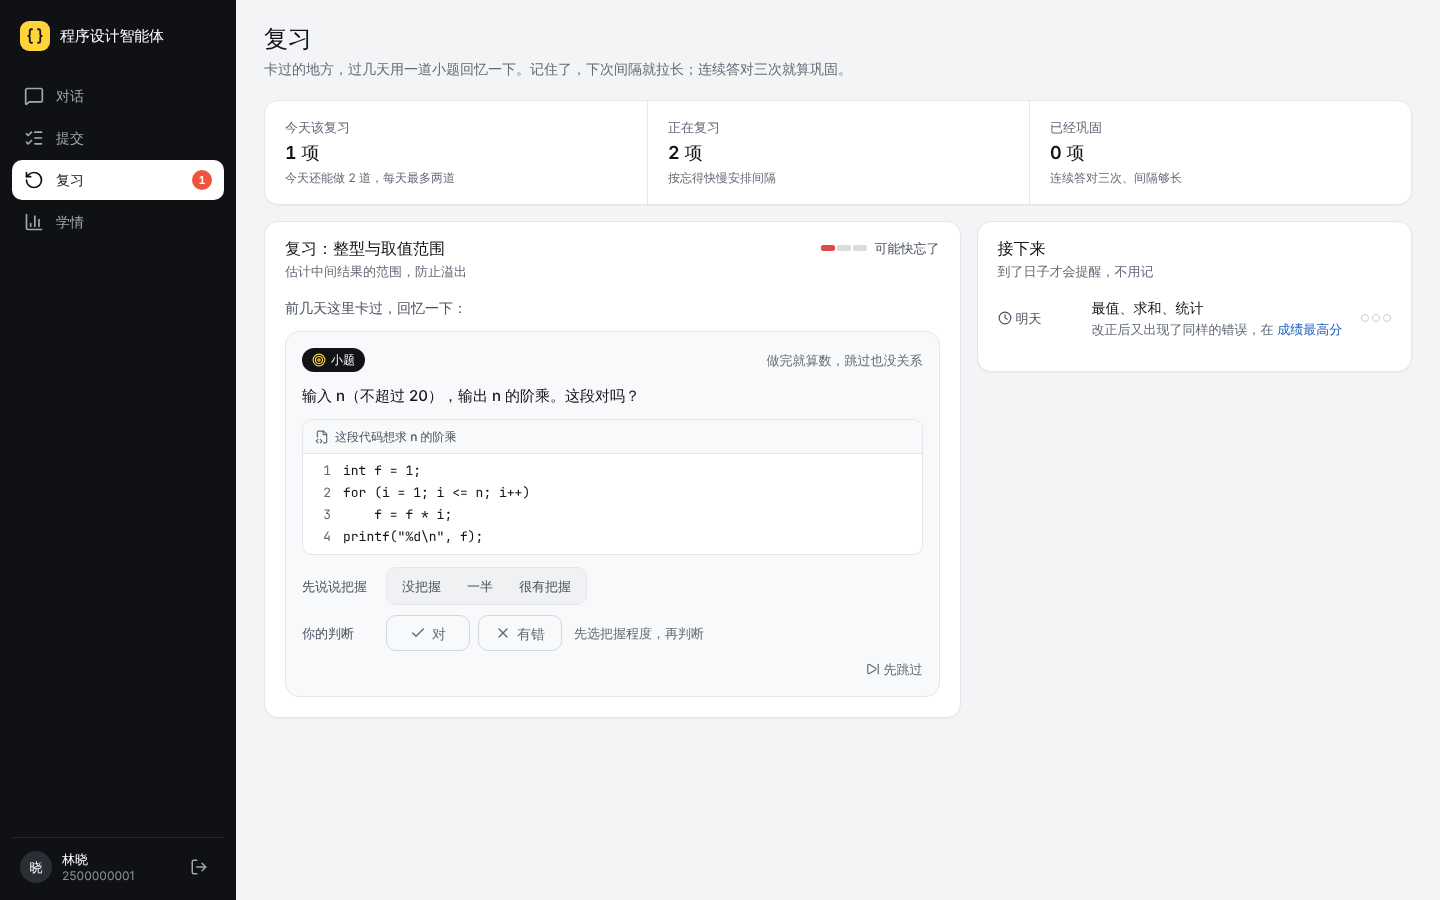 程序设计智能体
对话
提交
复习
1
学情
林晓
晓
2500000001
复习
卡过的地方，过几天用一道小题回忆一下。记住了，下次间隔就拉长；连续答对三次就算巩固。
今天该复习
1 项
今天还能做 2 道，每天最多两道
正在复习
2 项
按忘得快慢安排间隔
已经巩固
0 项
连续答对三次、间隔够长
复习：整型与取值范围
可能快忘了
估计中间结果的范围，防止溢出
前几天这里卡过，回忆一下：
小题
做完就算数，跳过也没关系
输入 n（不超过 20），输出 n 的阶乘。这段对吗？
这段代码想求 n 的阶乘
1 int f = 1;
2 for (i = 1; i <= n; i++)
3     f = f * i;
4 printf("%d\n", f);
先说说把握
没把握
一半
很有把握
你的判断
对
有错
先选把握程度，再判断
先跳过
接下来
到了日子才会提醒，不用记
明天
最值、求和、统计
改正后又出现了同样的错误，在 成绩最高分